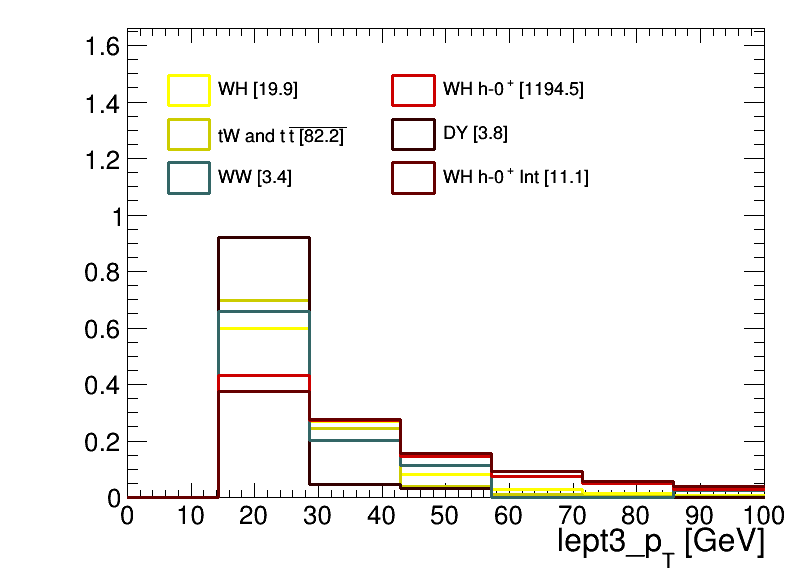 1.6
1.4
1.2
1
0.8
0.6
0.4
0.2
0
WH [19.9]
WH h-0⁺ [1194.5]
tW and t t [82.2]
DY [3.8]
WW [3.4]
WH h-0⁺ Int [11.1]
0 10 20 30 40 50 60 70 80 90 100
lept3_p_T [GeV]